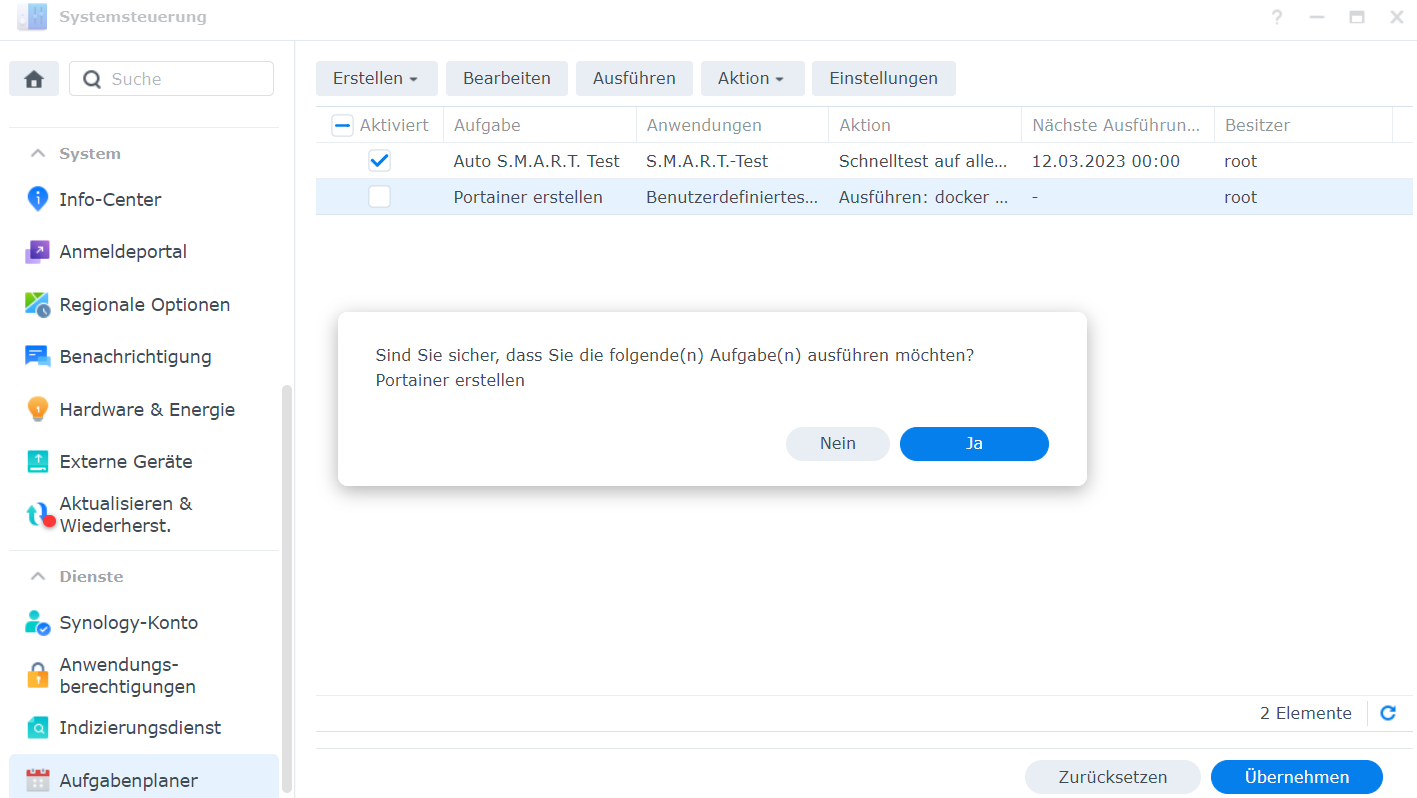 Systemsteuerung
?
Suche
Erstellen
Bearbeiten
Ausführen
Aktion
Einstellungen
Aktiviert
Aufgabe
Anwendungen
Aktion
Nächste Ausführun...
Besitzer
Auto S.M.A.R.T. Test
S.M.A.R.T.-Test
Schnelltest auf alle...
12.03.2023 00:00
root
Portainer erstellen
Benutzerdefiniertes...
Ausführen: docker ...
-
root
System
Info-Center
Anmeldeportal
Regionale Optionen
Benachrichtigung
Hardware & Energie
Externe Geräte
Aktualisieren &
Wiederherst.
Dienste
Synology-Konto
Anwendungs-
berechtigungen
Indizierungsdienst
Aufgabenplaner
Sind Sie sicher, dass Sie die folgende(n) Aufgabe(n) ausführen möchten?
Portainer erstellen
Nein
Ja
2 Elemente
Zurücksetzen
Übernehmen